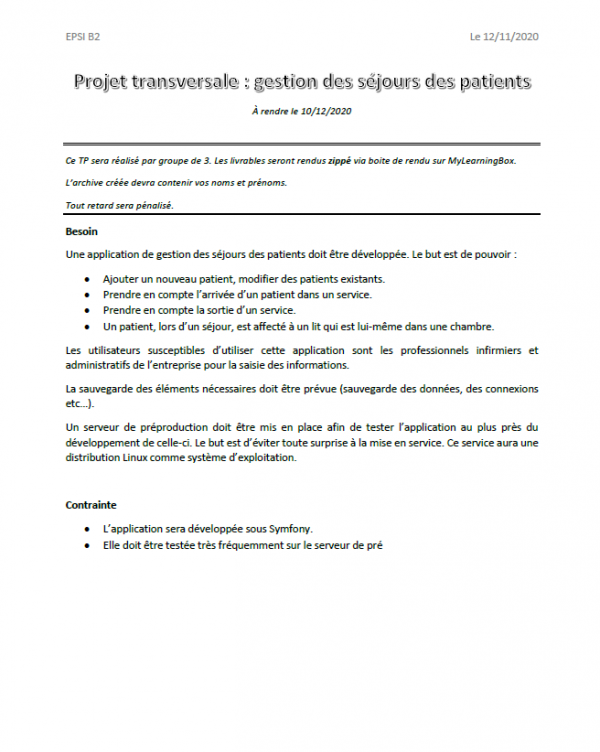 EPSI B2 Le 12/11/2020
Projet transversale : gestion des séjours des patients
À rendre le 10/12/2020
Ce TP sera réalisé par groupe de 3. Les livrables seront rendus zippé via boite de rendu sur MyLearningBox.
L'archive créée devra contenir vos noms et prénoms.
Tout retard sera pénalisé.
Besoin
Une application de gestion des séjours des patients doit être développée. Le but est de pouvoir :
• Ajouter un nouveau patient, modifier des patients existants.
• Prendre en compte l'arrivée d'un patient dans un service.
• Prendre en compte la sortie d'un service.
• Un patient, lors d'un séjour, est affecté à un lit qui est lui-même dans une chambre.
Les utilisateurs susceptibles d'utiliser cette application sont les professionnels infirmiers et
administratifs de l'entreprise pour la saisie des informations.
La sauvegarde des éléments nécessaires doit être prévue (sauvegarde des données, des connexions
etc…).
Un serveur de préproduction doit être mis en place afin de tester l'application au plus près du
développement de celle-ci. Le but est d'éviter toute surprise à la mise en service. Ce service aura une
distribution Linux comme système d'exploitation.
Contrainte
• L'application sera développée sous Symfony.
• Elle doit être testée très fréquemment sur le serveur de pré